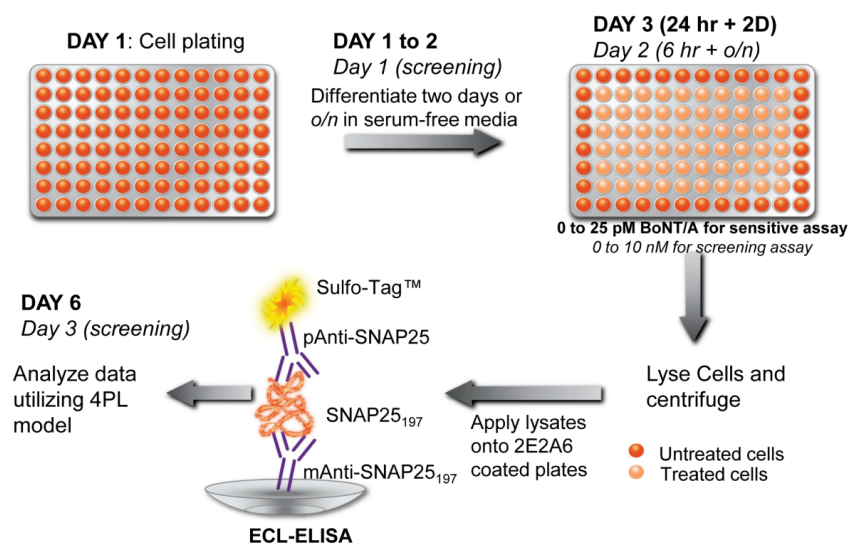 DAY 1: Cell plating
DAY 1 to 2
Day 1 (screening)
Differentiate two days or
o/n in serum-free media
DAY 3 (24 hr + 2D)
Day 2 (6 hr + o/n)
0 to 25 pM BoNT/A for sensitive assay
0 to 10 nM for screening assay
Lyse Cells and
centrifuge
Untreated cells
Treated cells
Apply lysates
onto 2E2A6
coated plates
Sulfo-Tag™
pAnti-SNAP25
SNAP25₁₉₇
mAnti-SNAP25₁₉₇
ECL-ELISA
DAY 6
Day 3 (screening)
Analyze data
utilizing 4PL
model